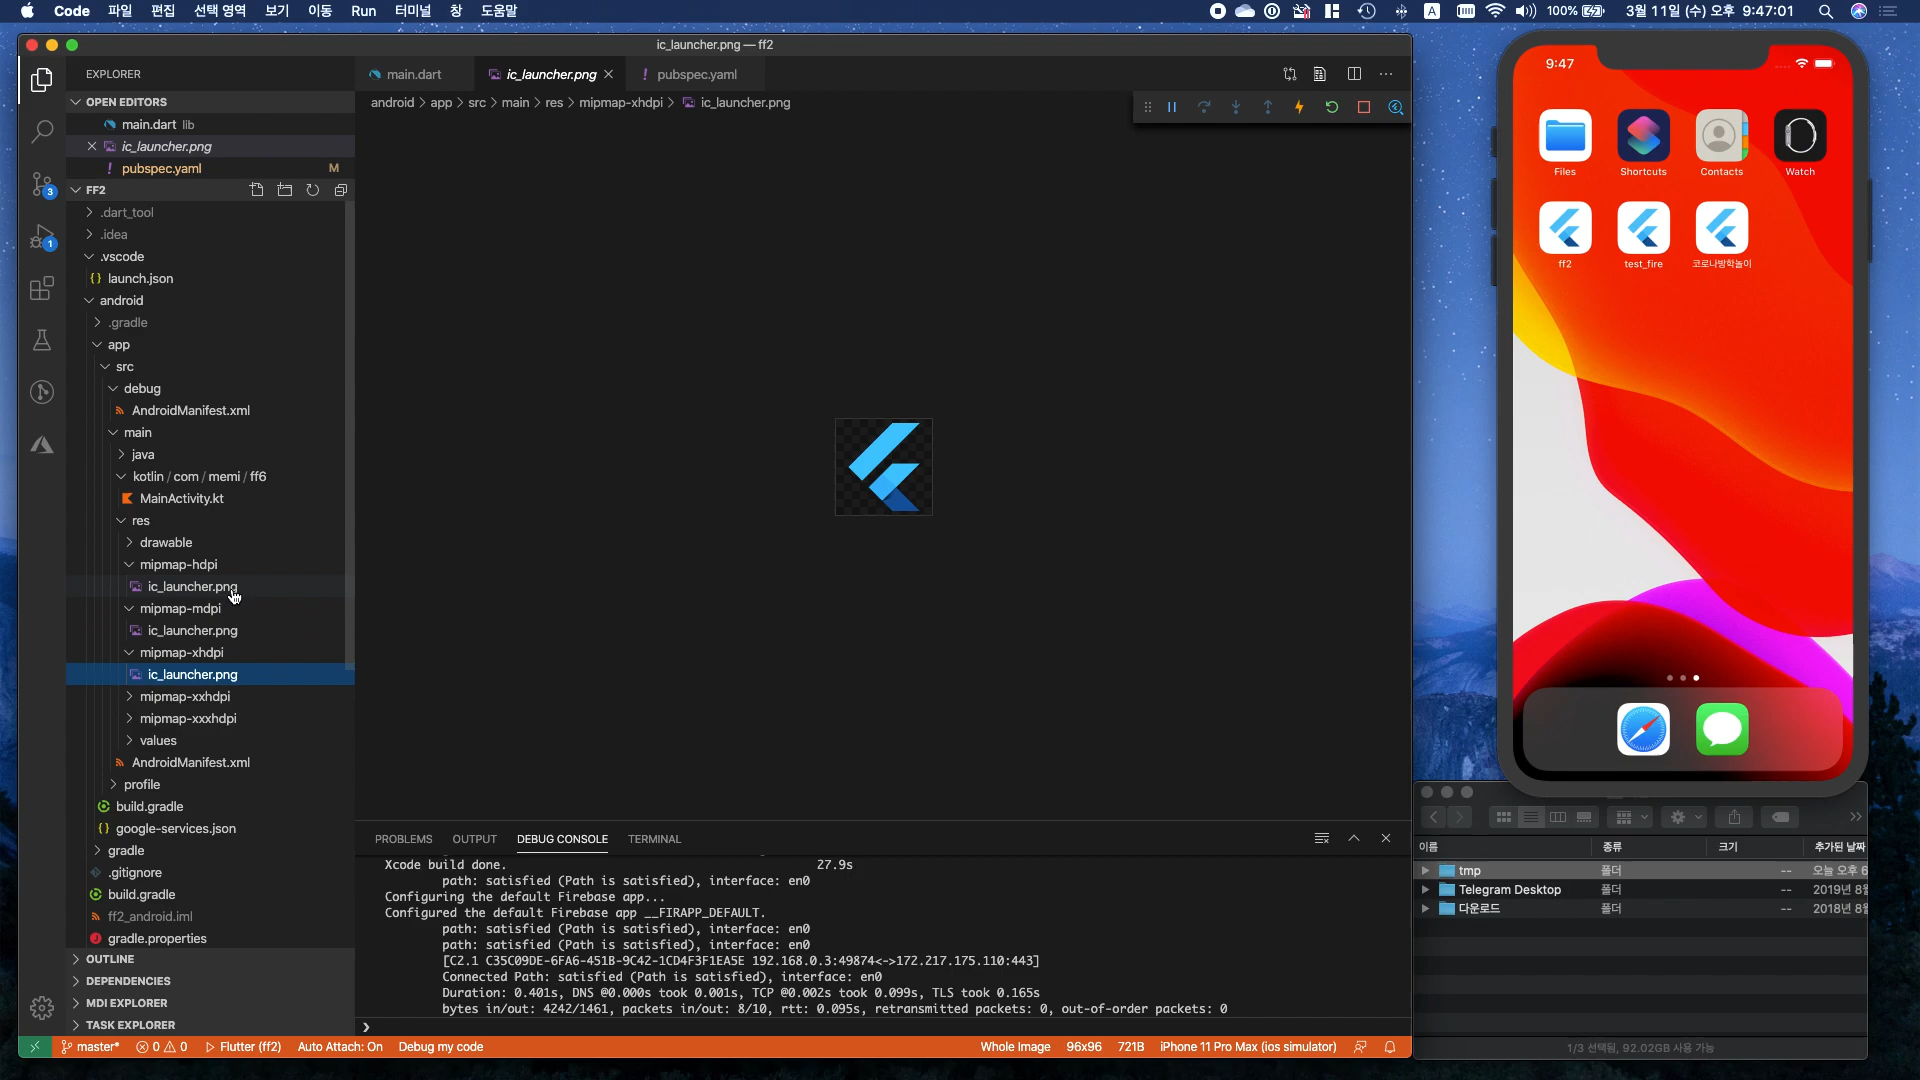 Code 파일 편집 선택 영역 보기 이동 Run 터미널 창 도움말
A 100% 3월 11일 (수) 오후 9:47:01
ic_launcher.png — ff2
EXPLORER
OPEN EDITORS
main.dart lib
ic_launcher.png
pubspec.yaml M
FF2
.dart_tool
.idea
.vscode
launch.json
android
.gradle
app
src
debug
AndroidManifest.xml
main
java
kotlin / com / memi / ff6
MainActivity.kt
res
drawable
mipmap-hdpi
ic_launcher.png
mipmap-mdpi
ic_launcher.png
mipmap-xhdpi
ic_launcher.png
mipmap-xxhdpi
mipmap-xxxhdpi
values
AndroidManifest.xml
profile
build.gradle
google-services.json
gradle
.gitignore
build.gradle
ff2_android.iml
gradle.properties
OUTLINE
DEPENDENCIES
MDI EXPLORER
TASK EXPLORER
3
1
main.dart ic_launcher.png pubspec.yaml
android > app > src > main > res > mipmap-xhdpi > ic_launcher.png
PROBLEMS OUTPUT DEBUG CONSOLE TERMINAL
Xcode build done. 27.9s
path: satisfied (Path is satisfied), interface: en0
Configuring the default Firebase app...
Configured the default Firebase app __FIRAPP_DEFAULT.
path: satisfied (Path is satisfied), interface: en0
path: satisfied (Path is satisfied), interface: en0
[C2.1 C35C09DE-6FA6-451B-9C42-1CD4F3F1EA5E 192.168.0.3:49874<->172.217.175.110:443]
Connected Path: satisfied (Path is satisfied), interface: en0
Duration: 0.401s, DNS @0.000s took 0.001s, TCP @0.002s took 0.099s, TLS took 0.165s
bytes in/out: 4242/1461, packets in/out: 8/10, rtt: 0.095s, retransmitted packets: 0, out-of-order packets: 0
master* 0 0 Flutter (ff2) Auto Attach: On Debug my code Whole Image 96x96 721B iPhone 11 Pro Max (ios simulator)
9:47
Files Shortcuts Contacts Watch
ff2 test_fire 코로나방학놀이
이름 종류 크기 추가된 날짜
tmp 폴더 -- 오늘 오후 6
Telegram Desktop 폴더 -- 2019년 8월
다운로드 폴더 -- 2018년 8월
1/3 선택됨, 92.02GB 사용 가능